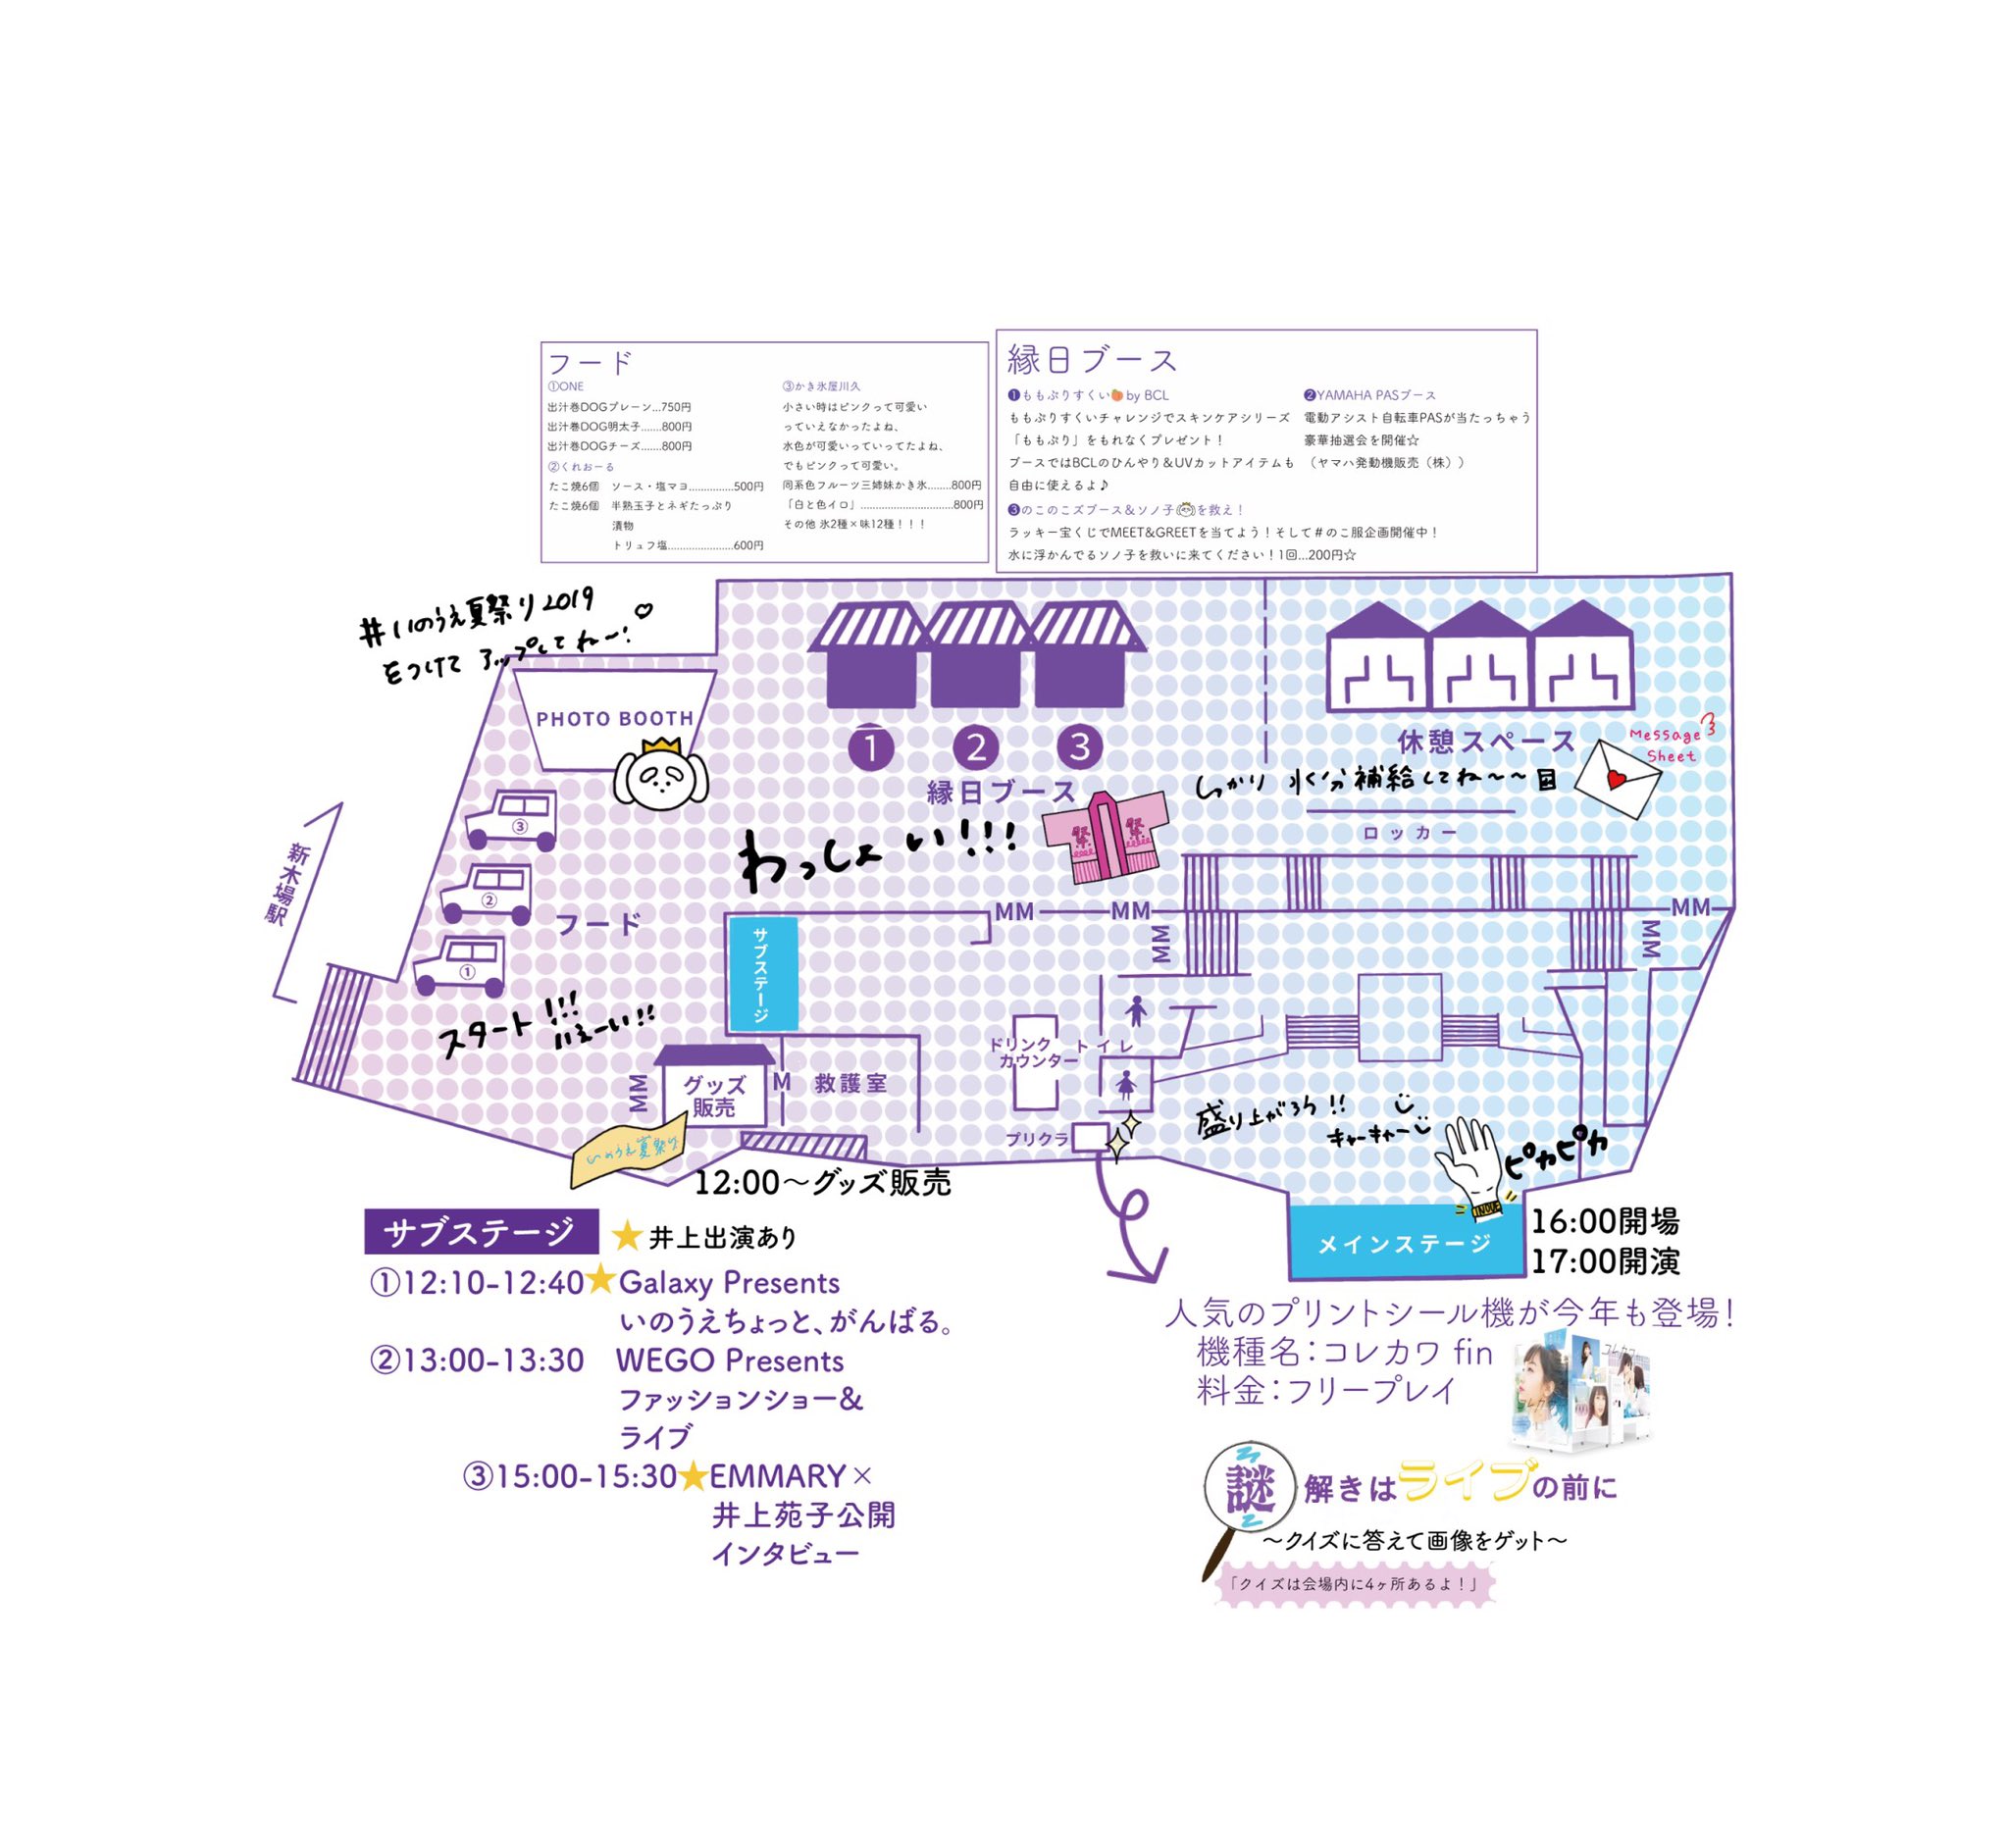 フード
①ONE
出汁巻DOGプレーン...750円
出汁巻DOG明太子.......800円
出汁巻DOGチーズ.......800円
②くれおーる
たこ焼6個　ソース・塩マヨ..............500円
たこ焼6個　半熟玉子とネギたっぷり
漬物
トリュフ塩.....................600円
③かき氷屋川久
小さい時はピンクって可愛い
っていえなかったよね、
水色が可愛いっていってたよね、
でもピンクって可愛い。
同系色フルーツ三姉妹かき氷........800円
「白と色イロ」..............................800円
その他 氷2種×味12種！！！
縁日ブース
❶ももぷりすくい🍑by BCL
ももぷりすくいチャレンジでスキンケアシリーズ
「ももぷり」をもれなくプレゼント！
ブースではBCLのひんやり＆UVカットアイテムも
自由に使えるよ♪
❷YAMAHA PASブース
電動アシスト自転車PASが当たっちゃう
豪華抽選会を開催☆
（ヤマハ発動機販売（株））
❸のこのこズブース＆ソノ子を救え！
ラッキー宝くじでMEET&GREETを当てよう！そして＃のこ服企画開催中！
水に浮かんでるソノ子を救いに来てください！1回...200円☆
#いのうえ夏祭り2019
をつけて アップしてね〜!♡
PHOTO BOOTH
1
2
3
縁日ブース
わっしょい!!!
祭
祭
休憩スペース
Message
Sheet
しっかり 水分補給してね〜〜
ロッカー
新木場駅
③
②
①
フード
スタート!!!
いぇーい!!
サブステージ
MM
MM
MM
MM
MM
ドリンク
カウンター
トイレ
MM
グッズ
販売
M
救護室
プリクラ
いのうえ夏祭り
12:00〜グッズ販売
盛り上がろう!!
キャーキャー
ピカピカ
INOUE
メインステージ
16:00開場
17:00開演
サブステージ
★井上出演あり
①12:10-12:40★Galaxy Presents
いのうえちょっと、がんばる。
②13:00-13:30　WEGO Presents
ファッションショー&
ライブ
③15:00-15:30★EMMARY×
井上苑子公開
インタビュー
人気のプリントシール機が今年も登場！
機種名：コレカワ fin
料金：フリープレイ
謎解きはライブの前に
〜クイズに答えて画像をゲット〜
「クイズは会場内に4ヶ所あるよ！」